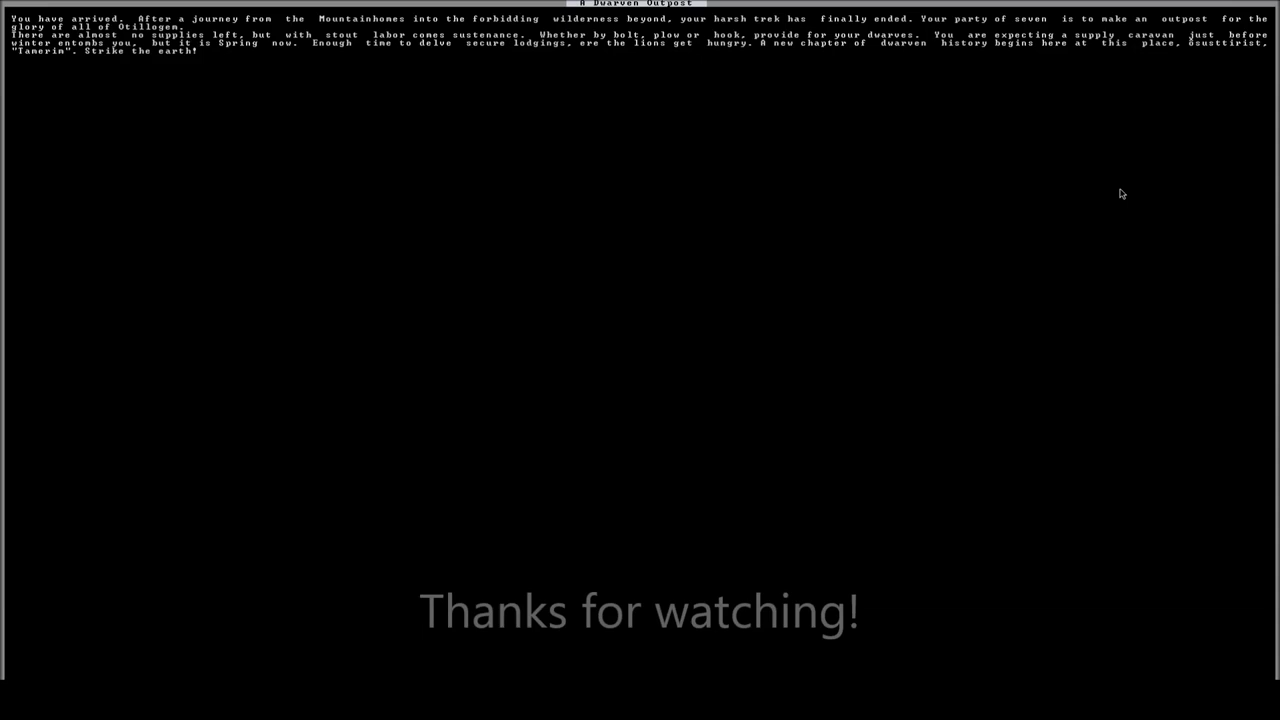 A Dwarven Outpost
You have arrived. After a journey from the Mountainhomes into the forbidding wilderness beyond, your harsh trek has finally ended. Your party of seven is to make an outpost for the
glory of all of Otillogem.
There are almost no supplies left, but with stout labor comes sustenance. Whether by bolt, plow or hook, provide for your dwarves. You are expecting a supply caravan just before
winter entombs you, but it is Spring now. Enough time to delve secure lodgings, ere the lions get hungry. A new chapter of dwarven history begins here at this place, ôsusttirist,
"Tamerim". Strike the earth!
Thanks for watching!